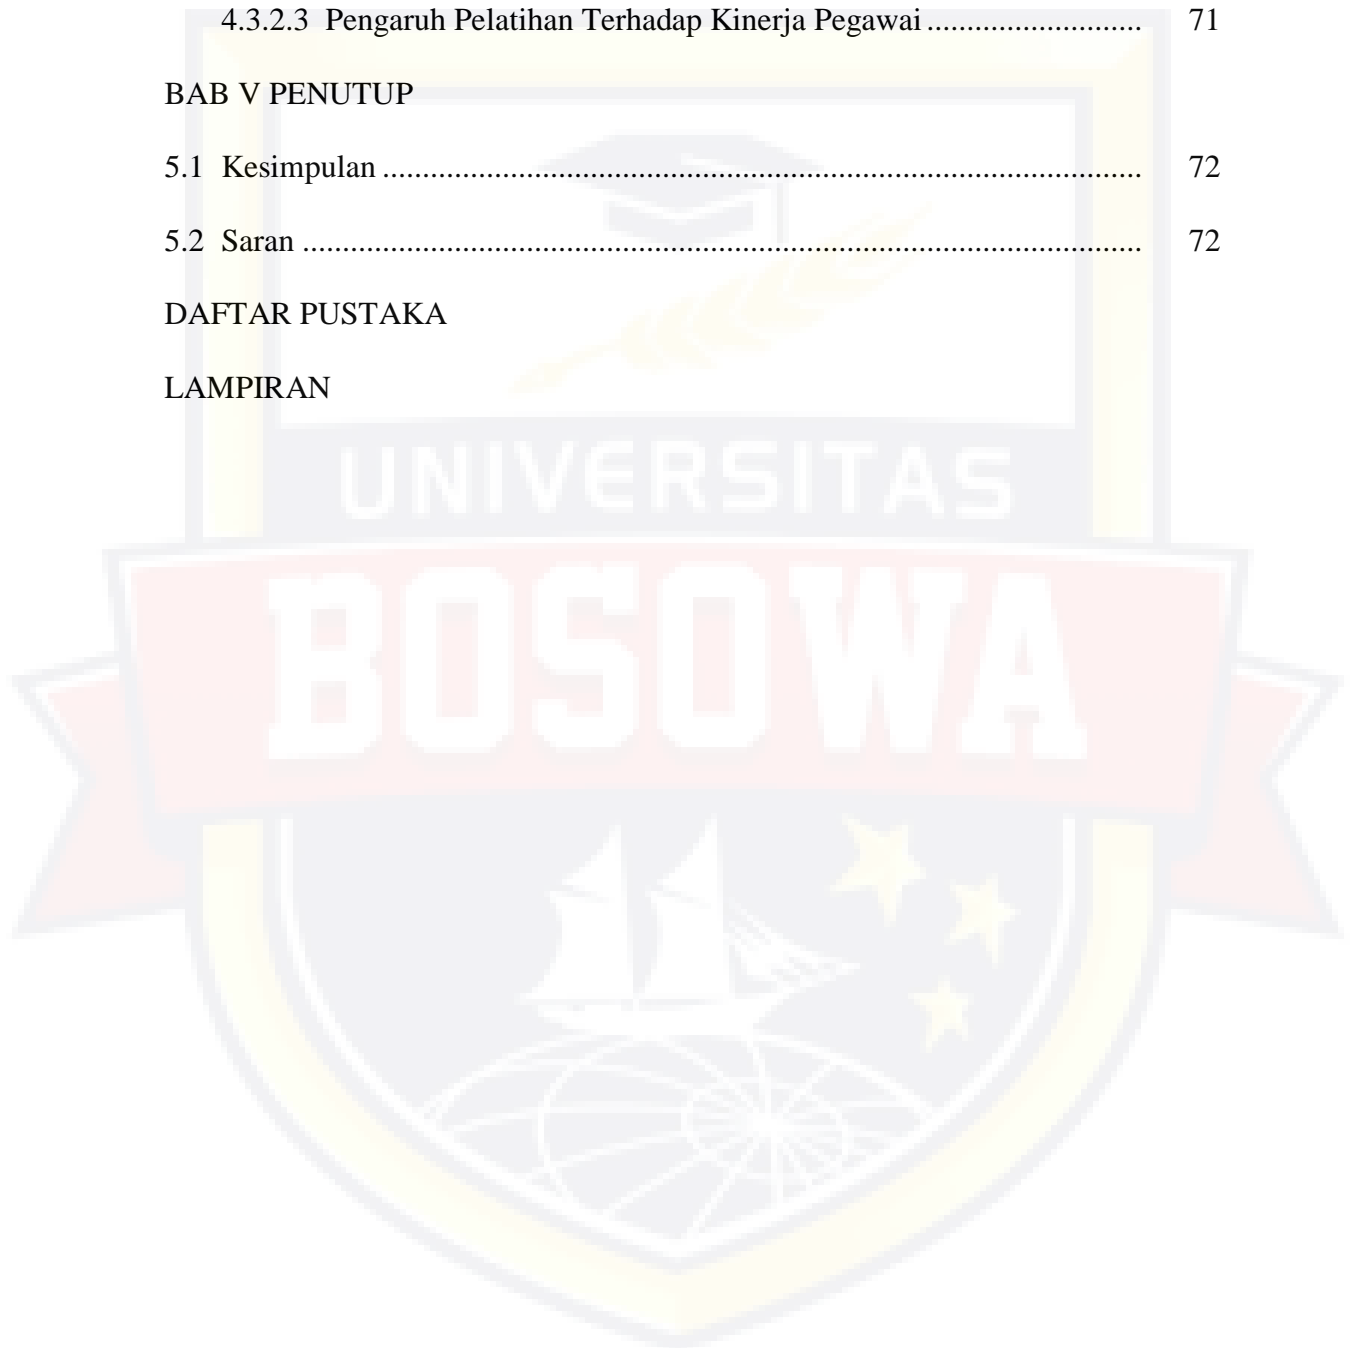 4.3.2.3 Pengaruh Pelatihan Terhadap Kinerja Pegawai ......................... 71
BAB V PENUTUP
5.1 Kesimpulan ................................................................................... 72
5.2 Saran ............................................................................................ 72
DAFTAR PUSTAKA
LAMPIRAN
UNIVERSITAS
BOSOWA